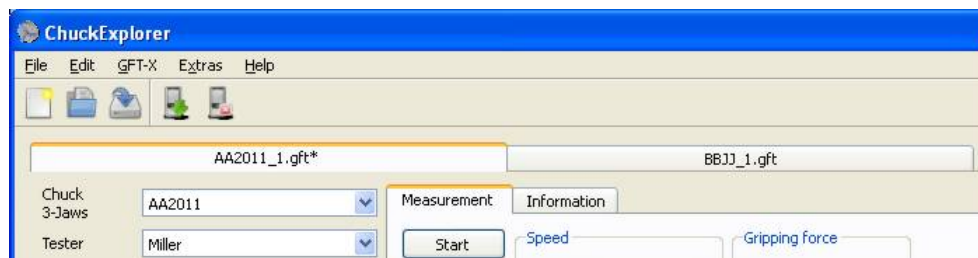 ChuckExplorer
File Edit GFT-X Extras Help
AA2011_1.gft* BBJJ_1.gft
Chuck
3-Jaws AA2011 Measurement Information
Tester Miller Start Speed Gripping force